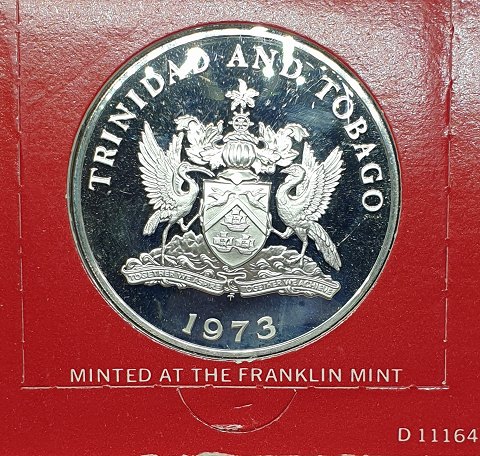 TRINIDAD AND TOBAGO
TOGETHER WE ASPIRE TOGETHER WE ACHIEVE
1973
MINTED AT THE FRANKLIN MINT
D 11164